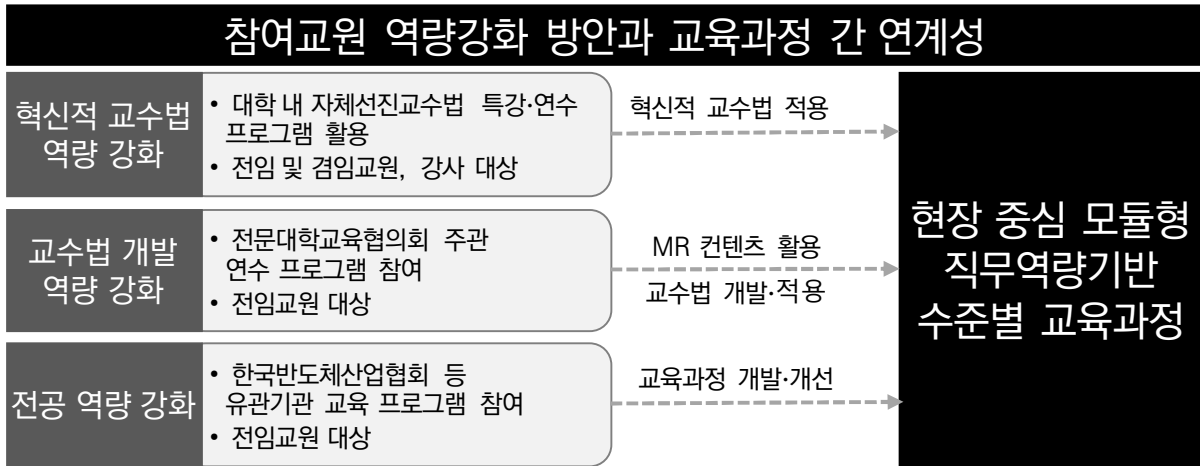 참여교원 역량강화 방안과 교육과정 간 연계성
혁신적 교수법
역량 강화
• 대학 내 자체선진교수법 특강·연수
프로그램 활용
• 전임 및 겸임교원, 강사 대상
혁신적 교수법 적용
교수법 개발
역량 강화
• 전문대학교육협의회 주관
연수 프로그램 참여
• 전임교원 대상
MR 컨텐츠 활용
교수법 개발·적용
전공 역량 강화
• 한국반도체산업협회 등
유관기관 교육 프로그램 참여
• 전임교원 대상
교육과정 개발·개선
현장 중심 모듈형
직무역량기반
수준별 교육과정